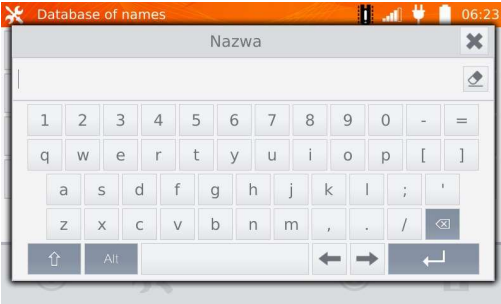 Database of names 06:23
Nazwa
1 2 3 4 5 6 7 8 9 0 - =
q w e r t y u i o p [ ]
a s d f g h j k l ; '
z x c v b n m , . /
Alt